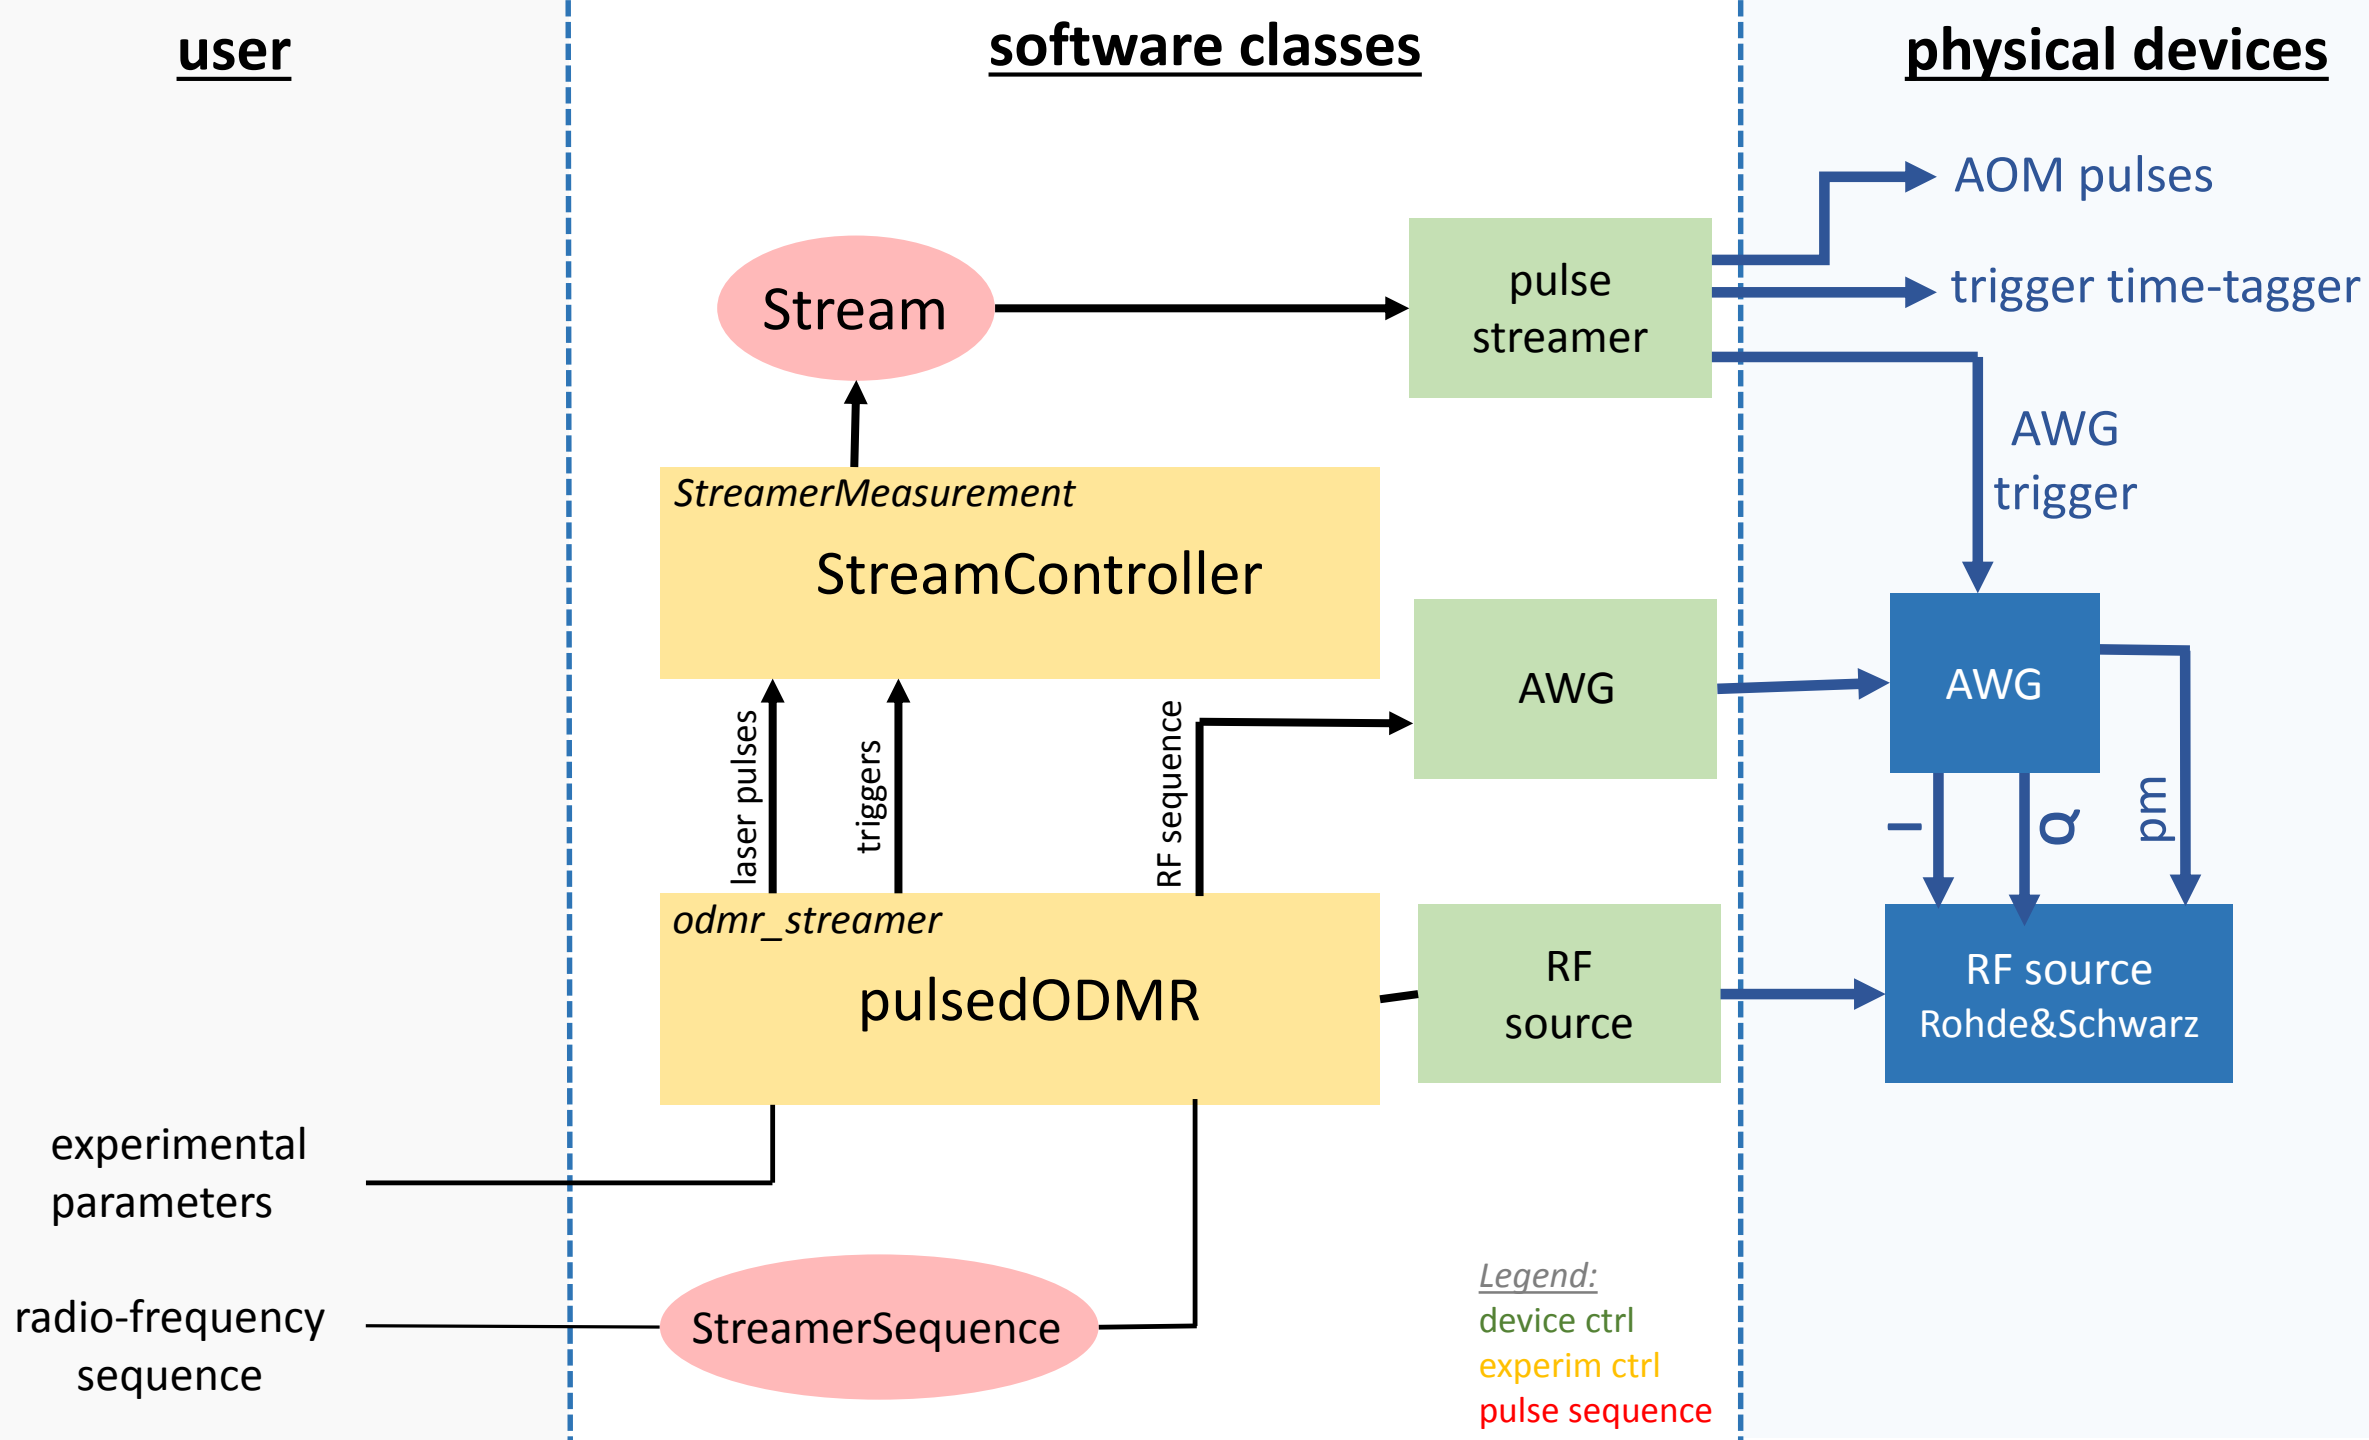 user
software classes
physical devices
AOM pulses
Stream
pulse
streamer
trigger time-tagger
AWG
trigger
StreamerMeasurement
StreamController
AWG
AWG
laser pulses
triggers
RF sequence
I
Q
pm
odmr_streamer
pulsedODMR
RF
source
RF source
Rohde&Schwarz
experimental
parameters
radio-frequency
sequence
StreamerSequence
Legend:
device ctrl
experim ctrl
pulse sequence